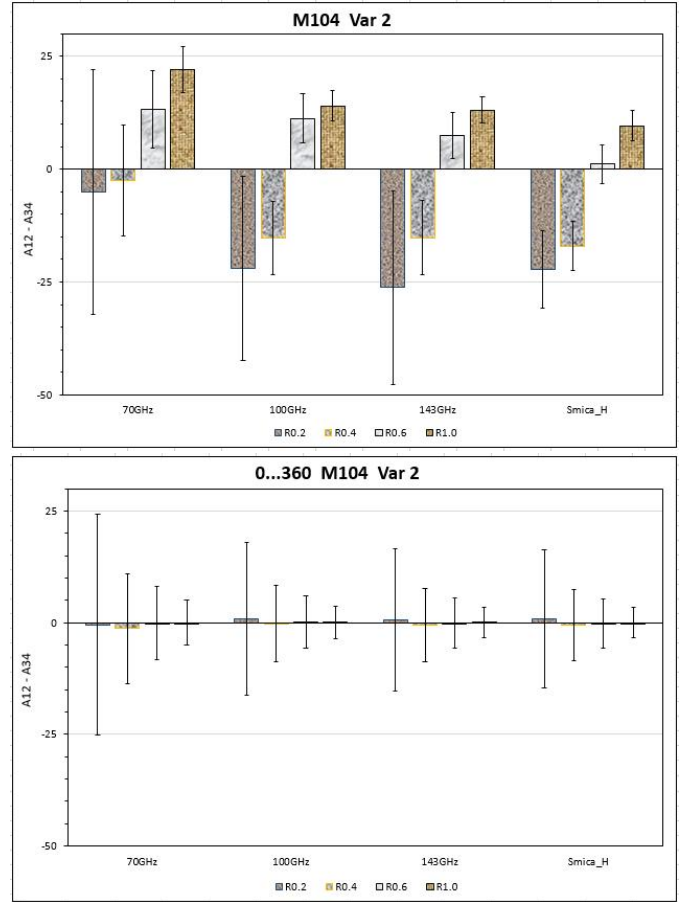 M104 Var 2
25
0
-25
-50
A12 - A34
70GHz 100GHz 143GHz Smica_H
R0.2 R0.4 R0.6 R1.0
0...360 M104 Var 2
25
0
-25
-50
A12 - A34
70GHz 100GHz 143GHz Smica_H
R0.2 R0.4 R0.6 R1.0